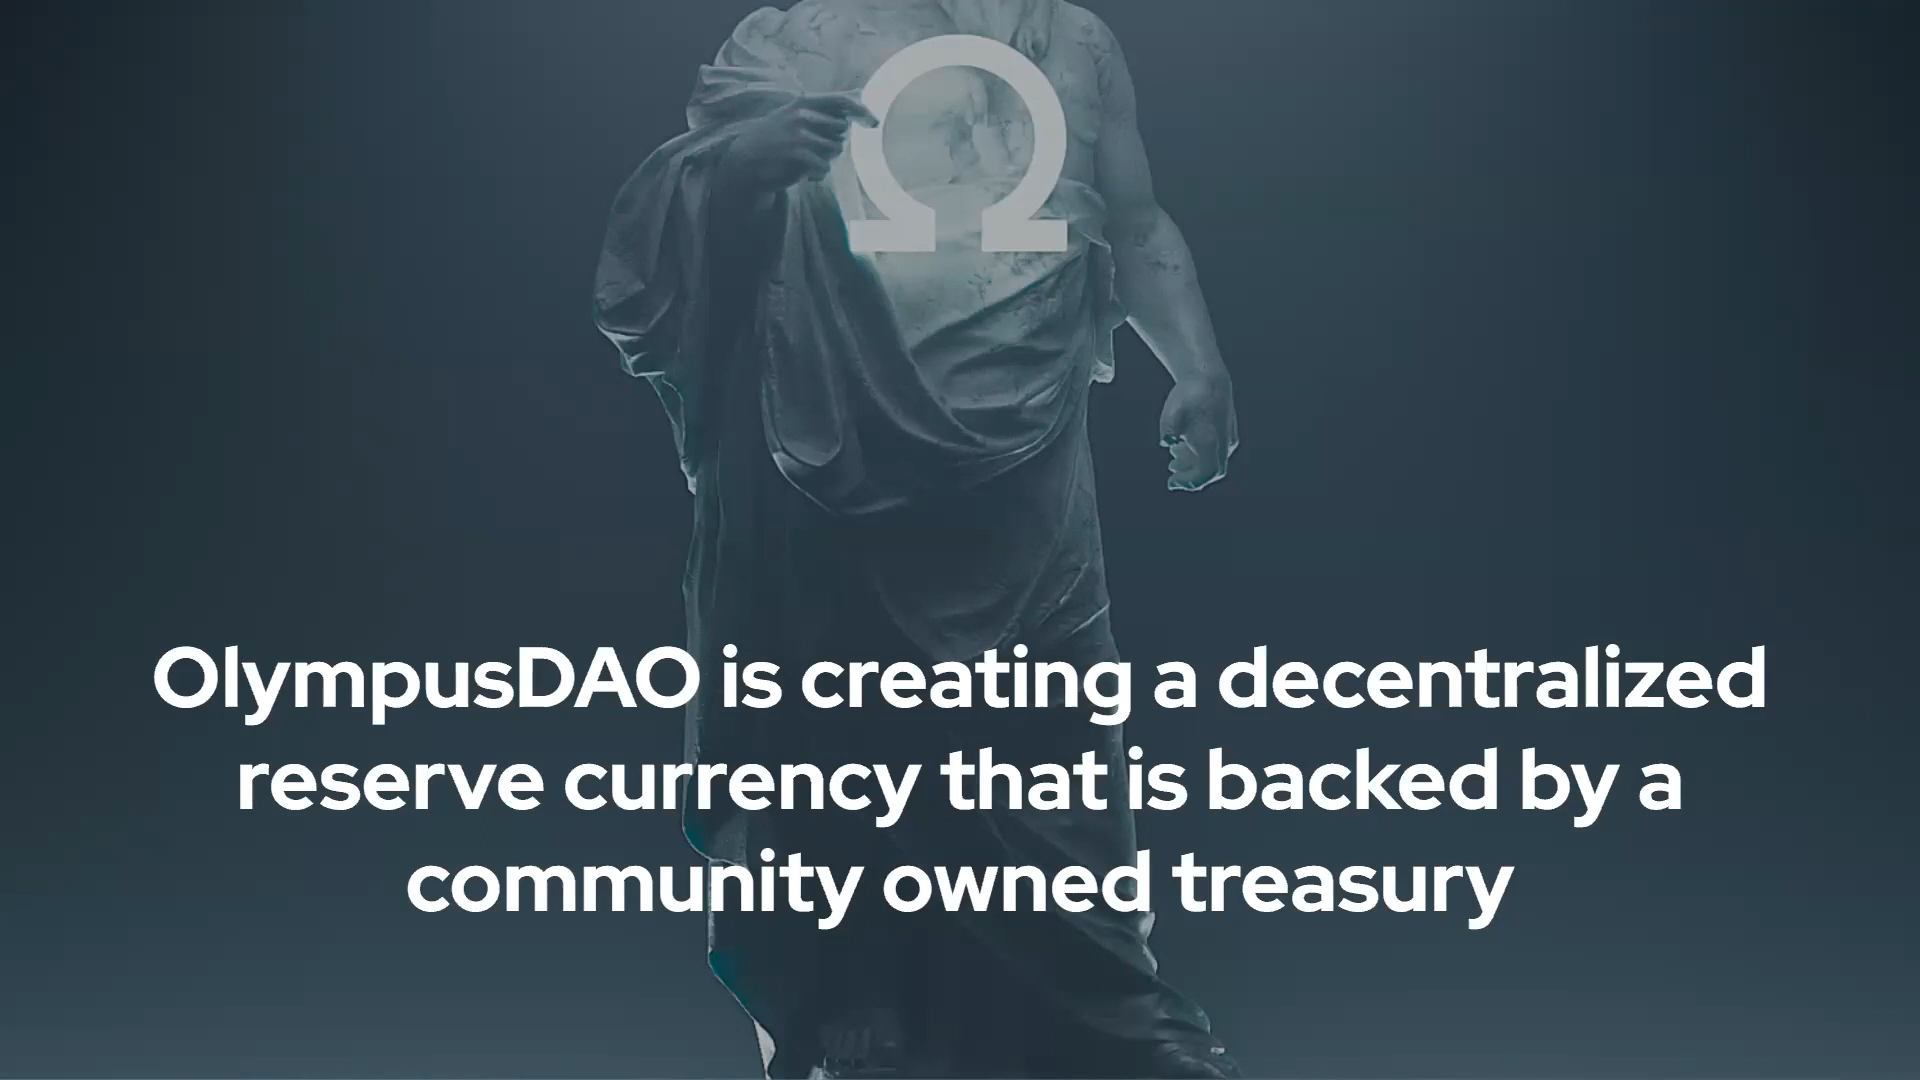 Ω
OlympusDAO is creating a decentralized
reserve currency that is backed by a
community owned treasury